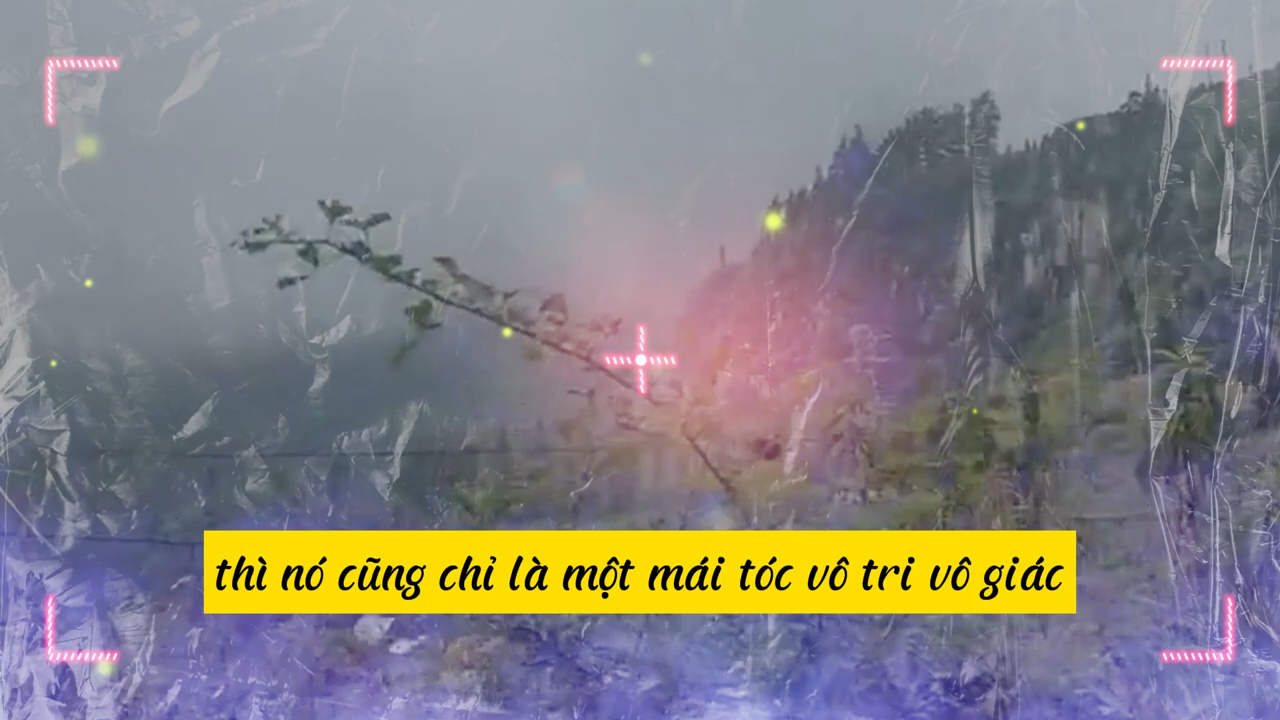 thì nó cũng chỉ là một mái tóc vô tri vô giác